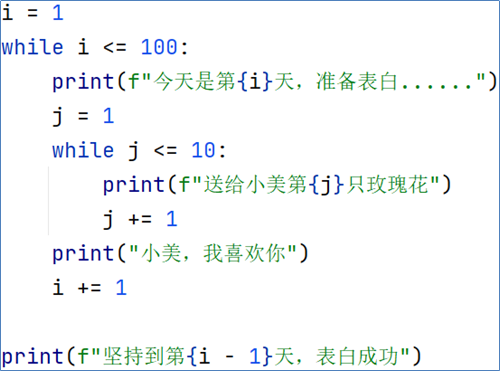 i = 1
while i <= 100:
    print(f"今天是第{i}天，准备表白......")
    j = 1
    while j <= 10:
        print(f"送给小美第{j}只玫瑰花")
        j += 1
    print("小美，我喜欢你")
    i += 1

print(f"坚持到第{i - 1}天，表白成功")